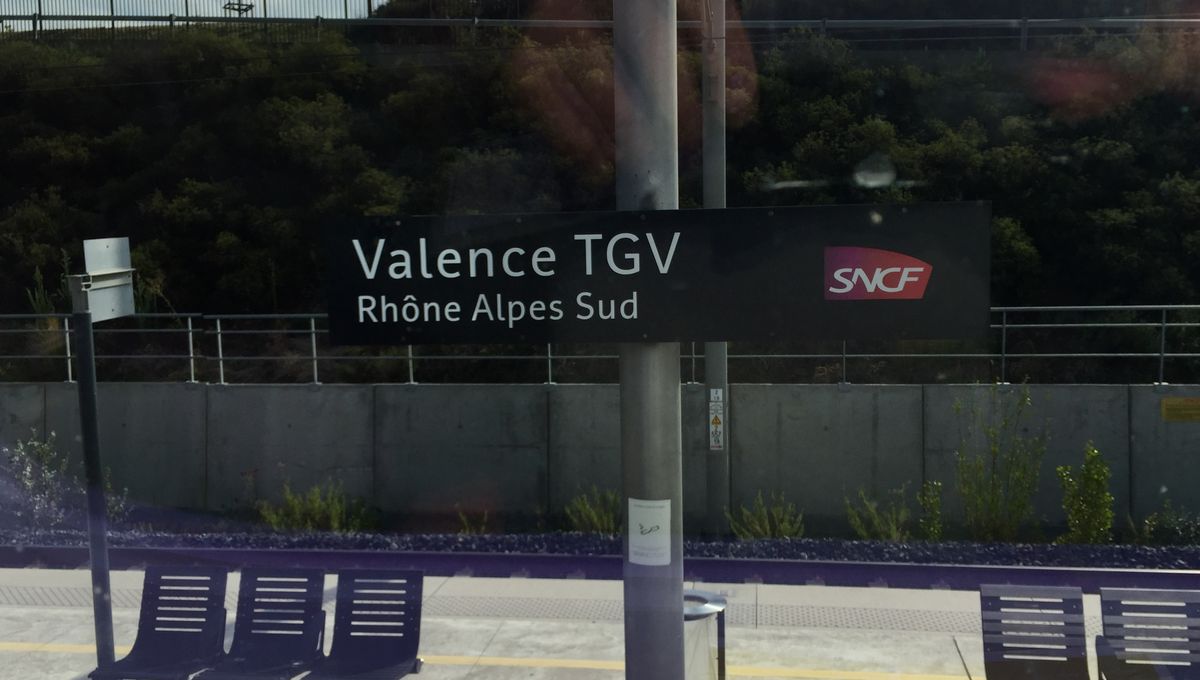 Valence TGV
Rhône Alpes Sud
SNCF